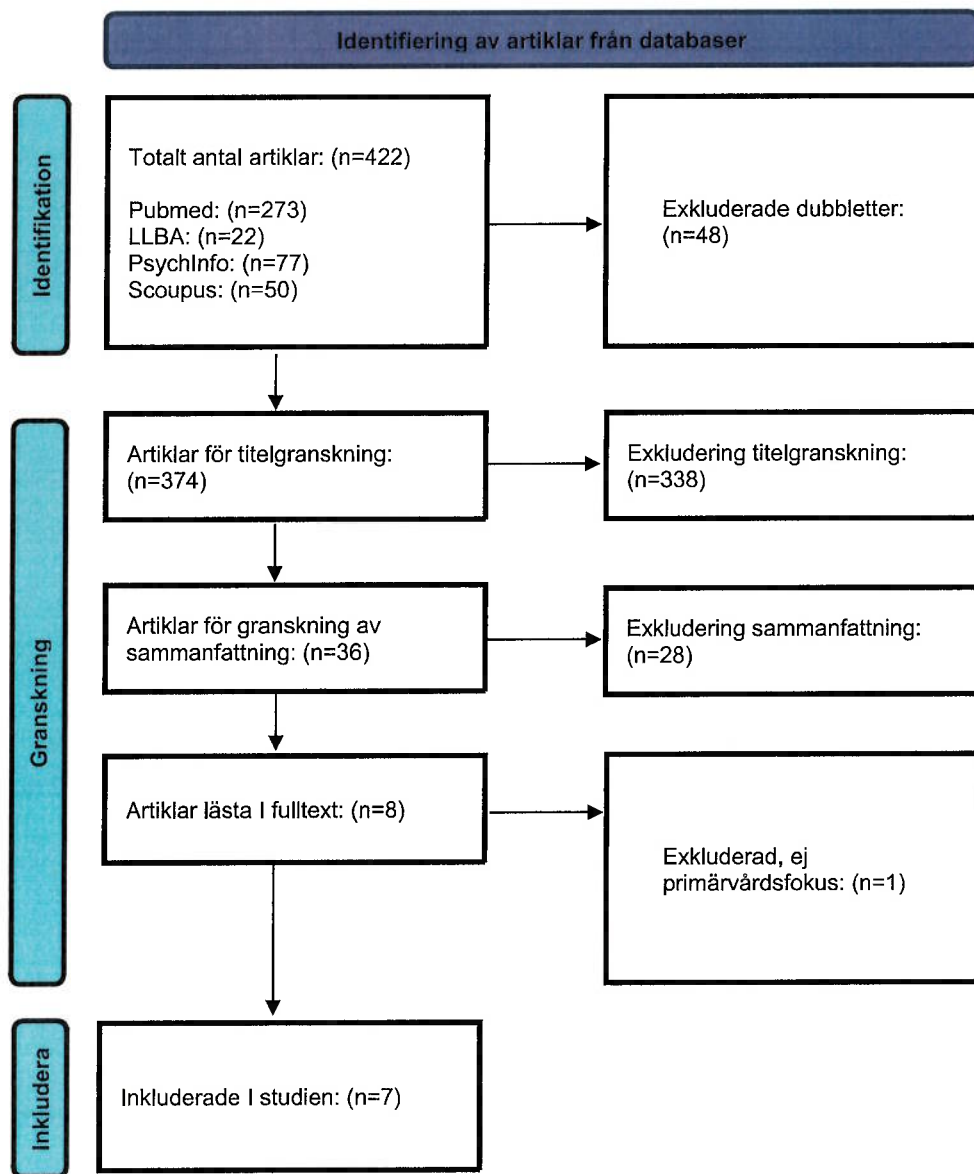 Identifiering av artiklar från databaser
Identifikation
Totalt antal artiklar: (n=422)
Pubmed: (n=273)
LLBA: (n=22)
PsychInfo: (n=77)
Scoupus: (n=50)
Exkluderade dubbletter:
(n=48)
Granskning
Artiklar för titelgranskning:
(n=374)
Exkludering titelgranskning:
(n=338)
Artiklar för granskning av
sammanfattning: (n=36)
Exkludering sammanfattning:
(n=28)
Artiklar lästa I fulltext: (n=8)
Exkluderad, ej
primärvårdsfokus: (n=1)
Inkludera
Inkluderade I studien: (n=7)